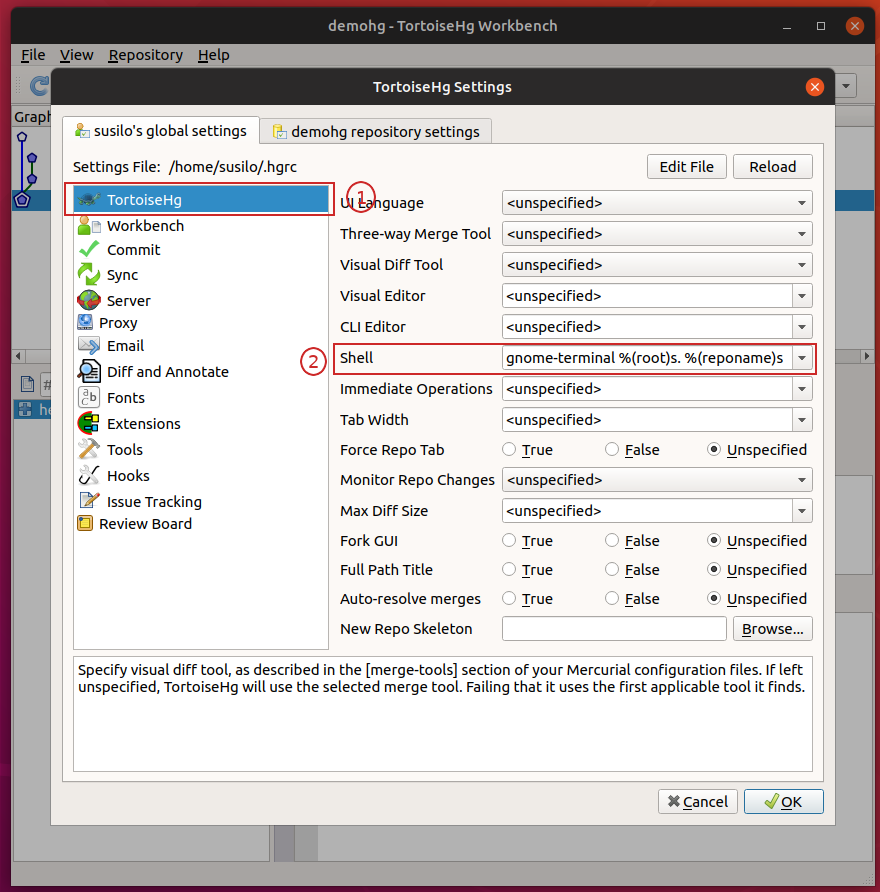 demohg - TortoiseHg Workbench
File View Repository Help
Graph
TortoiseHg Settings
susilo's global settings
demohg repository settings
Settings File: /home/susilo/.hgrc
Edit File
Reload
TortoiseHg
Workbench
Commit
Sync
Server
Proxy
Email
Diff and Annotate
Fonts
Extensions
Tools
Hooks
Issue Tracking
Review Board
1
UI Language <unspecified>
Three-way Merge Tool <unspecified>
Visual Diff Tool <unspecified>
Visual Editor <unspecified>
CLI Editor <unspecified>
2
Shell gnome-terminal %(root)s. %(reponame)s
Immediate Operations <unspecified>
Tab Width <unspecified>
Force Repo Tab True False Unspecified
Monitor Repo Changes <unspecified>
Max Diff Size <unspecified>
Fork GUI True False Unspecified
Full Path Title True False Unspecified
Auto-resolve merges True False Unspecified
New Repo Skeleton Browse...
#
he
Specify visual diff tool, as described in the [merge-tools] section of your Mercurial configuration files. If left
unspecified, TortoiseHg will use the selected merge tool. Failing that it uses the first applicable tool it finds.
Cancel
OK